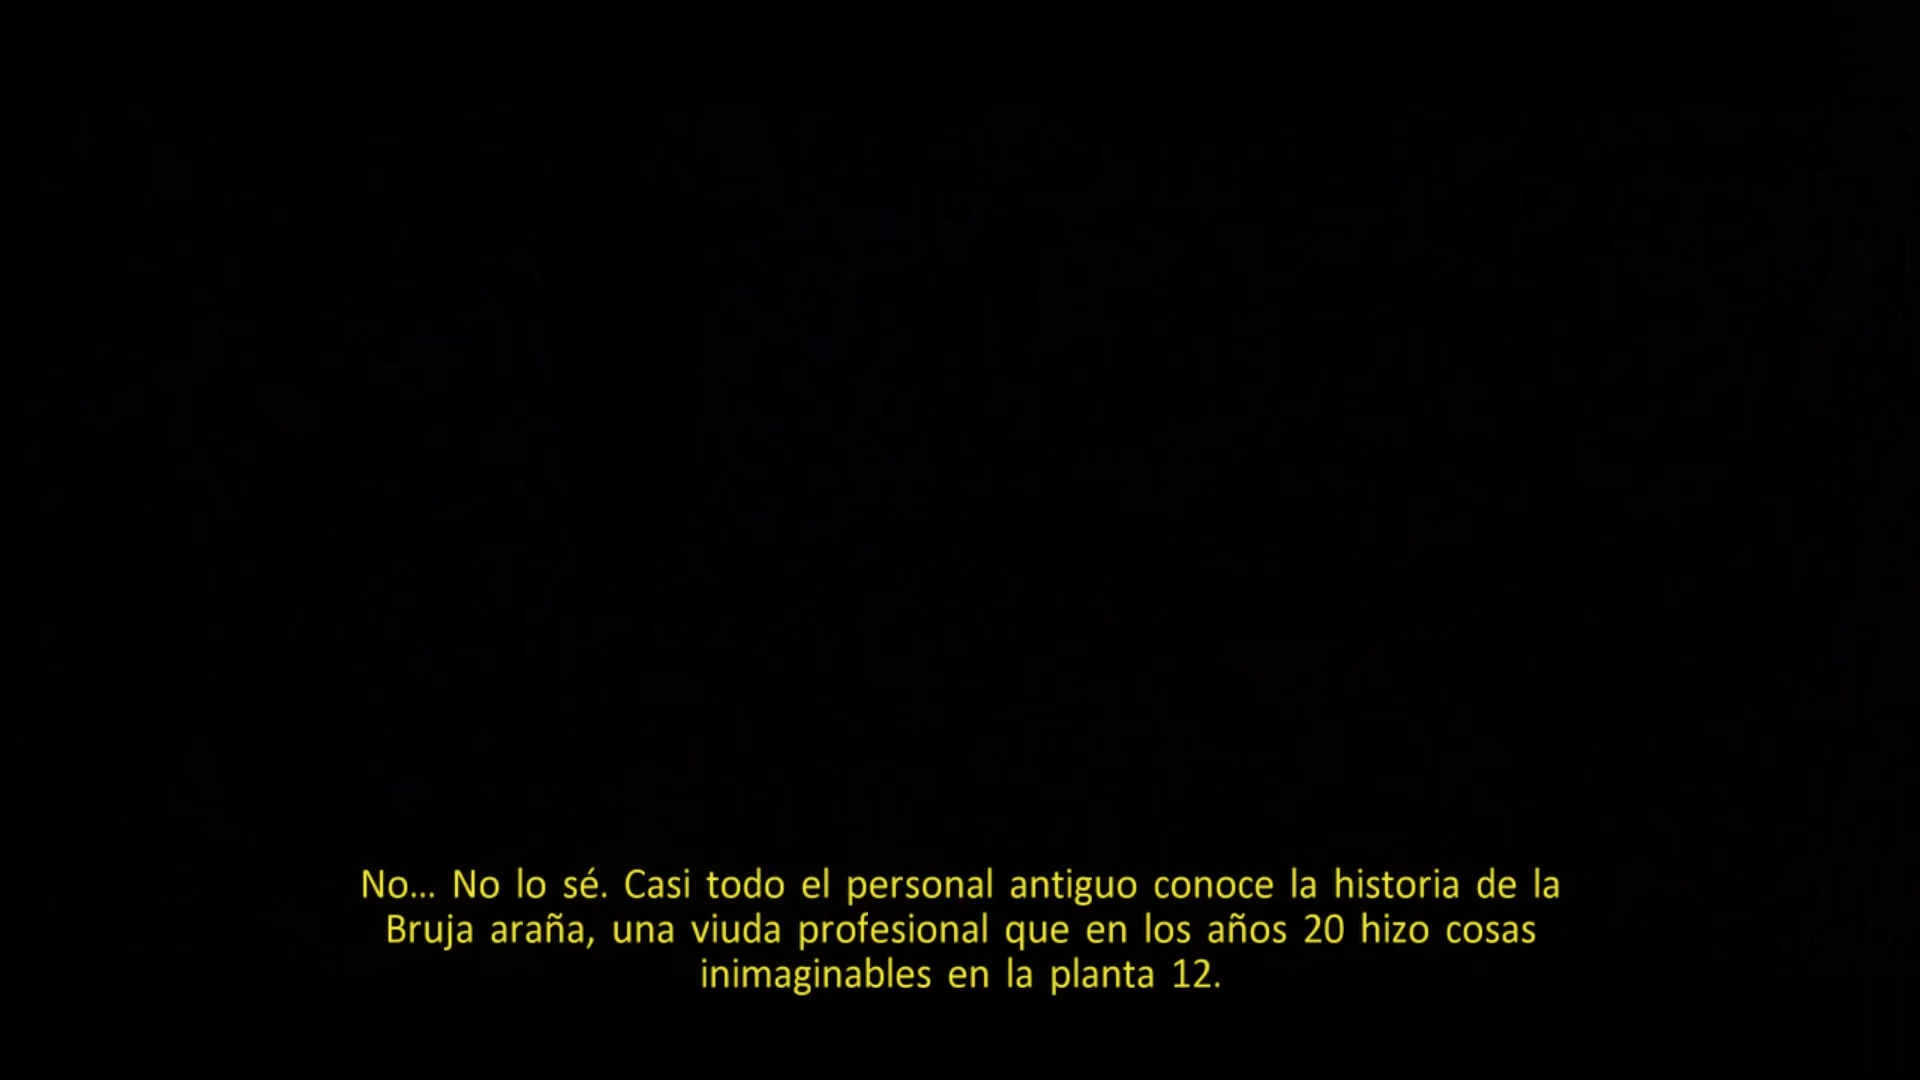 No... No lo sé. Casi todo el personal antiguo conoce la historia de la
Bruja araña, una viuda profesional que en los años 20 hizo cosas
inimaginables en la planta 12.